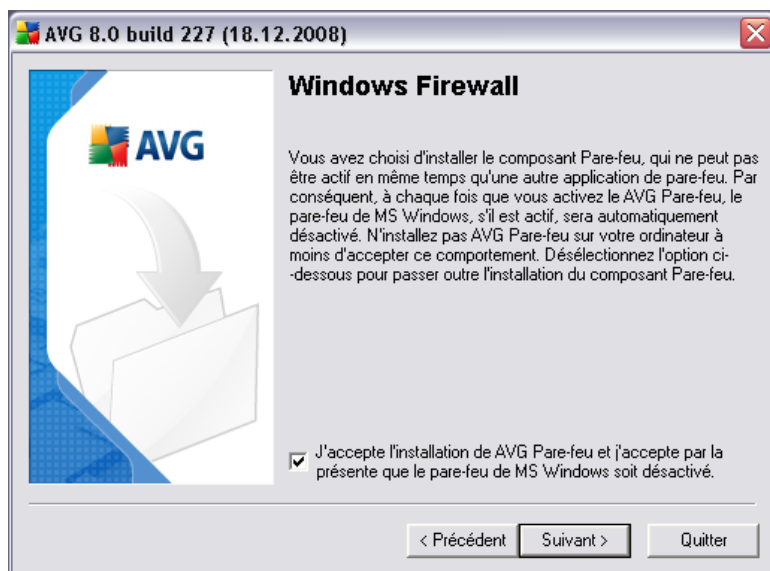 AVG 8.0 build 227 (18.12.2008)
Windows Firewall
AVG
Vous avez choisi d'installer le composant Pare-feu, qui ne peut pas
être actif en même temps qu'une autre application de pare-feu. Par
conséquent, à chaque fois que vous activez le AVG Pare-feu, le
pare-feu de MS Windows, s'il est actif, sera automatiquement
désactivé. N'installez pas AVG Pare-feu sur votre ordinateur à
moins d'accepter ce comportement. Désélectionnez l'option ci-
-dessous pour passer outre l'installation du composant Pare-feu.
J'accepte l'installation de AVG Pare-feu et j'accepte par la
présente que le pare-feu de MS Windows soit désactivé.
< Précédent
Suivant >
Quitter